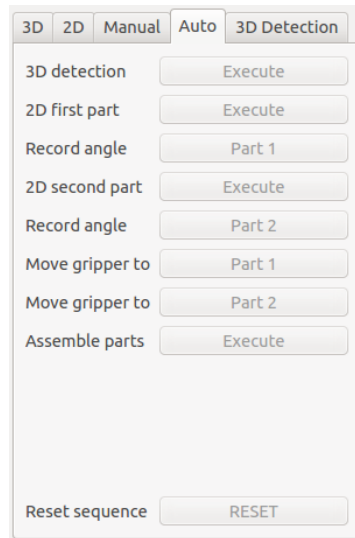 3D 2D Manual Auto 3D Detection
3D detection Execute
2D first part Execute
Record angle Part 1
2D second part Execute
Record angle Part 2
Move gripper to Part 1
Move gripper to Part 2
Assemble parts Execute
Reset sequence RESET